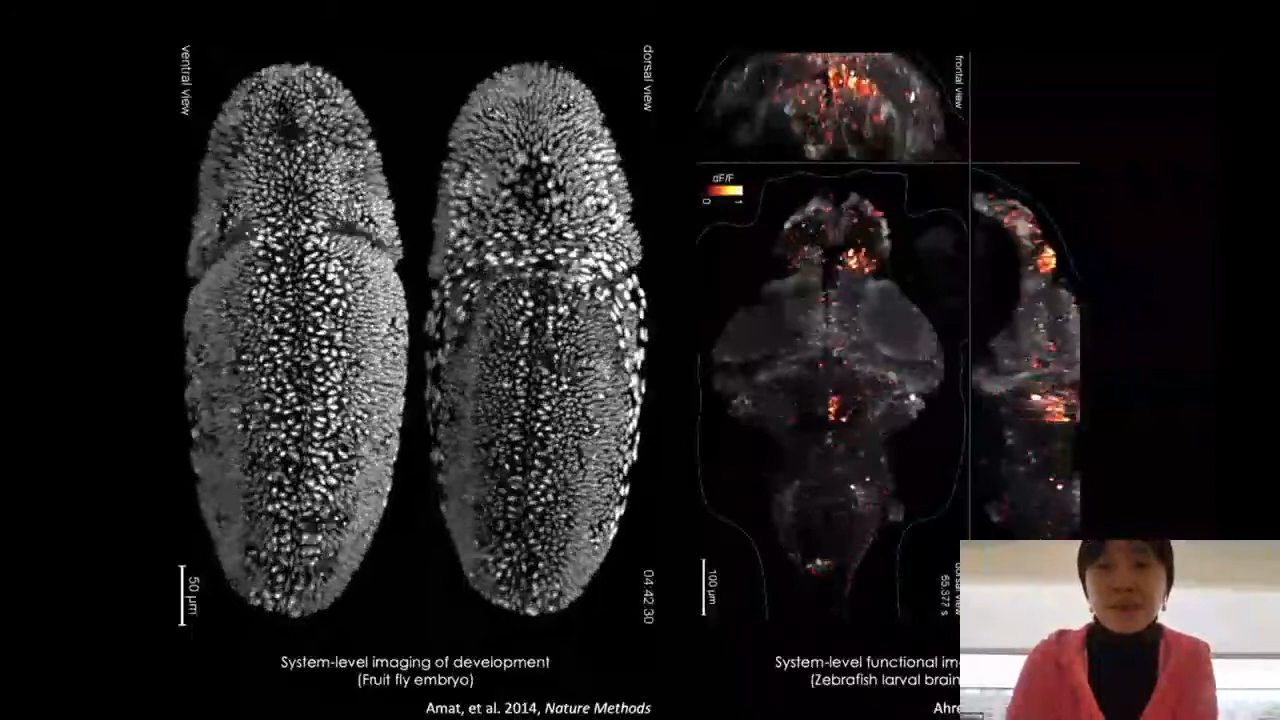 ventral view
dorsal view
50 µm
04:42:30
System-level imaging of development
(Fruit fly embryo)
Amat, et al. 2014, Nature Methods
frontal view
dF/F
0
1
100 µm
65.377 s
view
System-level functional
(Zebrafish larval brain